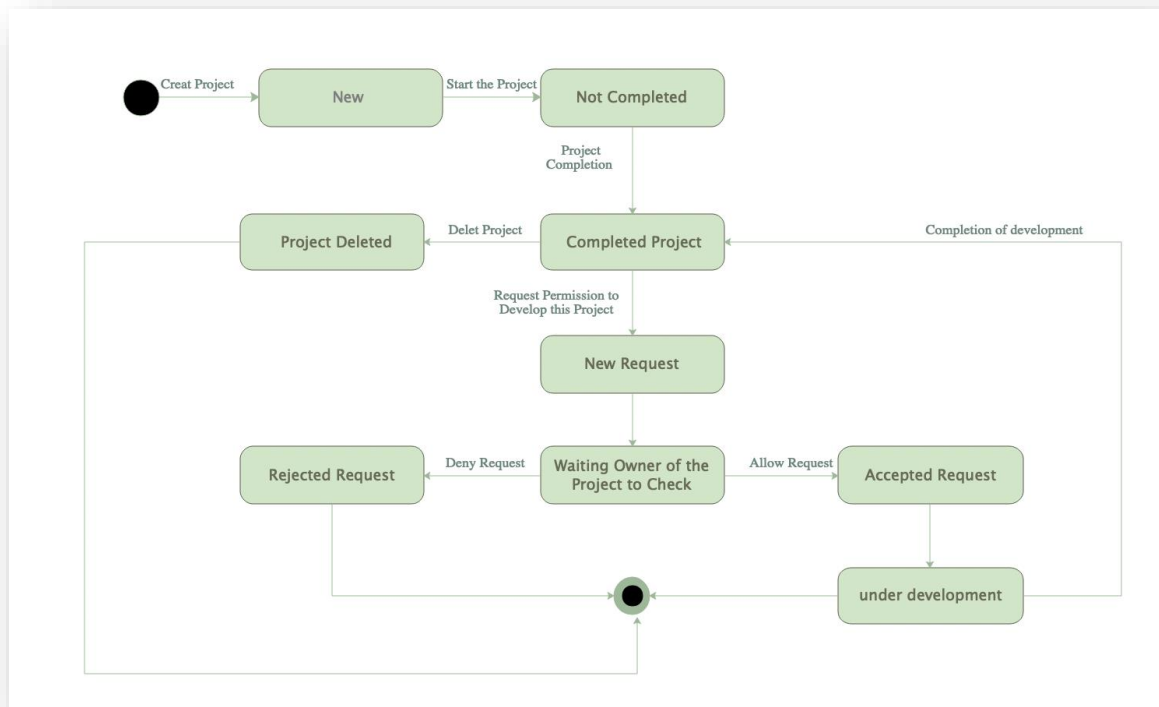 Creat Project
New
Start the Project
Not Completed
Project
Completion
Project Deleted
Delet Project
Completed Project
Completion of development
Request Permission to
Develop this Project
New Request
Rejected Request
Deny Request
Waiting Owner of the
Project to Check
Allow Request
Accepted Request
under development